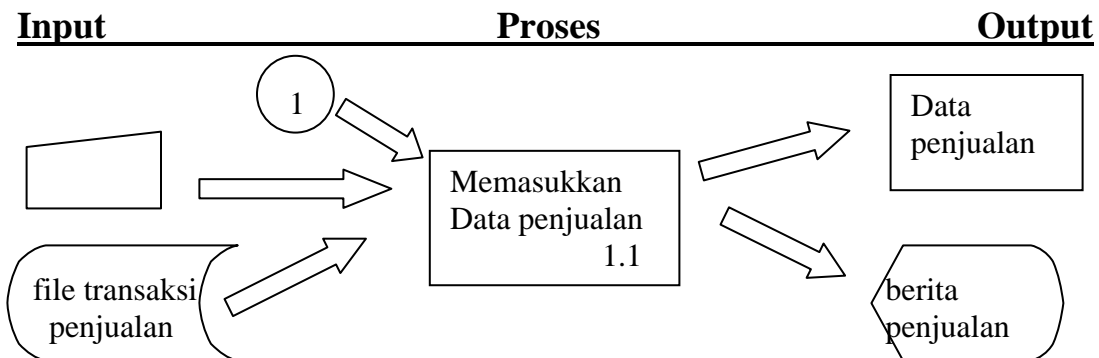 Input Proses Output
1
Data
penjualan
Memasukkan
Data penjualan
1.1
file transaksi
penjualan
berita
penjualan